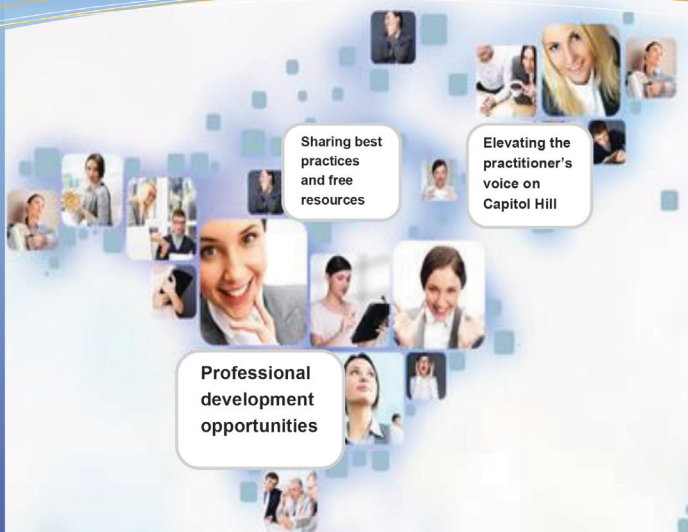 Sharing best
practices
and free
resources
Elevating the
practitioner's
voice on
Capitol Hill
Professional
development
opportunities